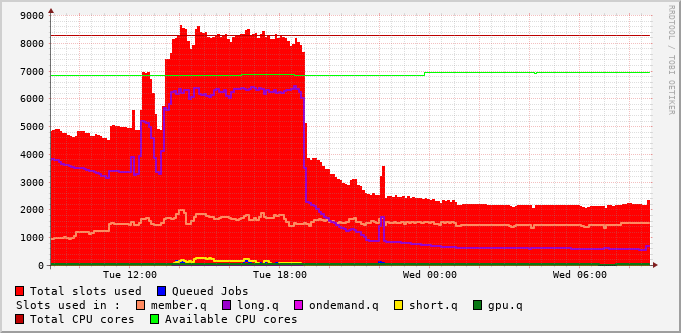 9000
8000
7000
6000
5000
4000
3000
2000
1000
0
Tue 12:00 Tue 18:00 Wed 00:00 Wed 06:00
RRDTOOL / TOBI OETIKER
Total slots used Queued Jobs
Slots used in : member.q long.q ondemand.q short.q gpu.q
Total CPU cores Available CPU cores